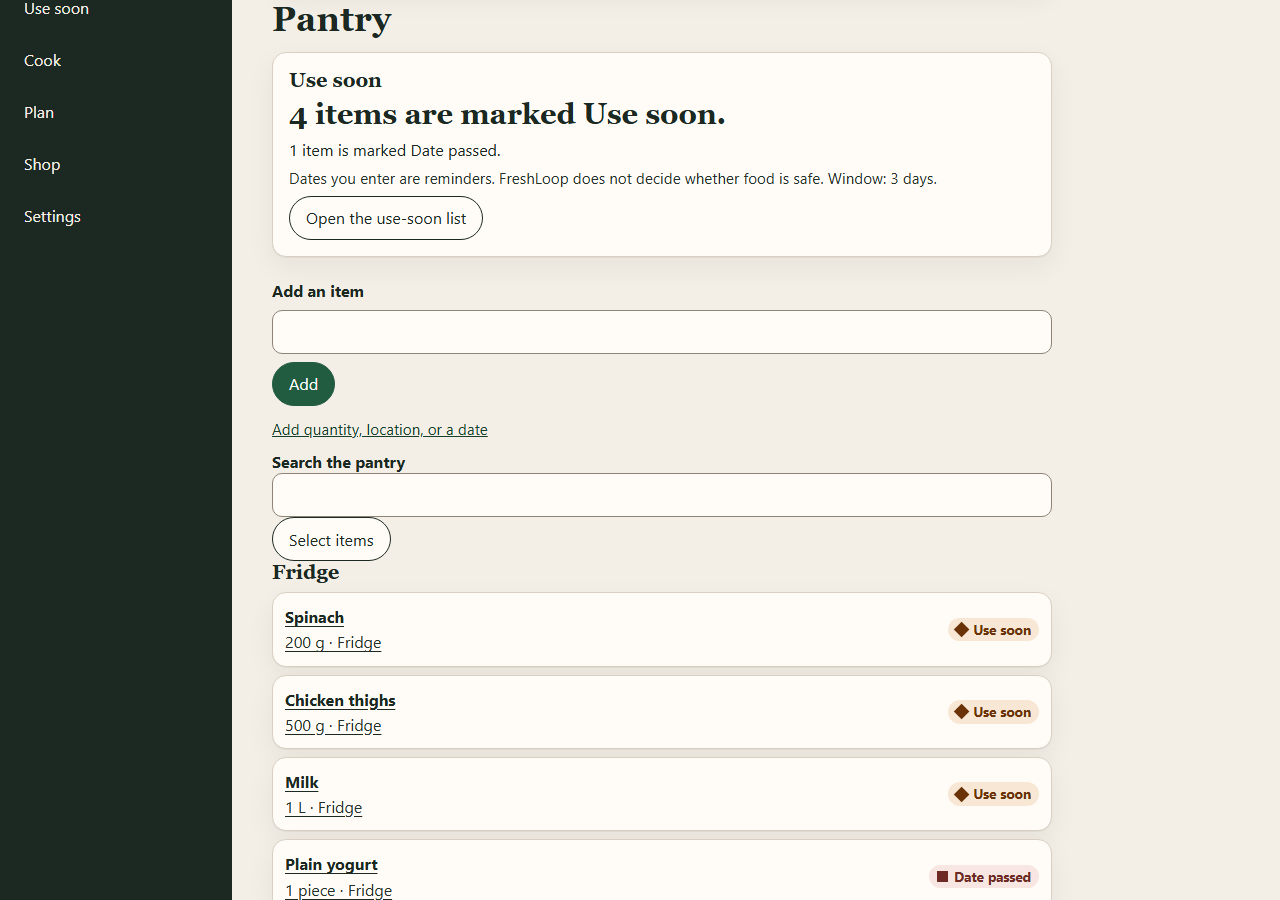 Use soon
Cook
Plan
Shop
Settings
Pantry
Use soon
4 items are marked Use soon.
1 item is marked Date passed.
Dates you enter are reminders. FreshLoop does not decide whether food is safe. Window: 3 days.
Open the use-soon list
Add an item
Add
Add quantity, location, or a date
Search the pantry
Select items
Fridge
Spinach
200 g · Fridge
Use soon
Chicken thighs
500 g · Fridge
Use soon
Milk
1 L · Fridge
Use soon
Plain yogurt
1 piece · Fridge
Date passed